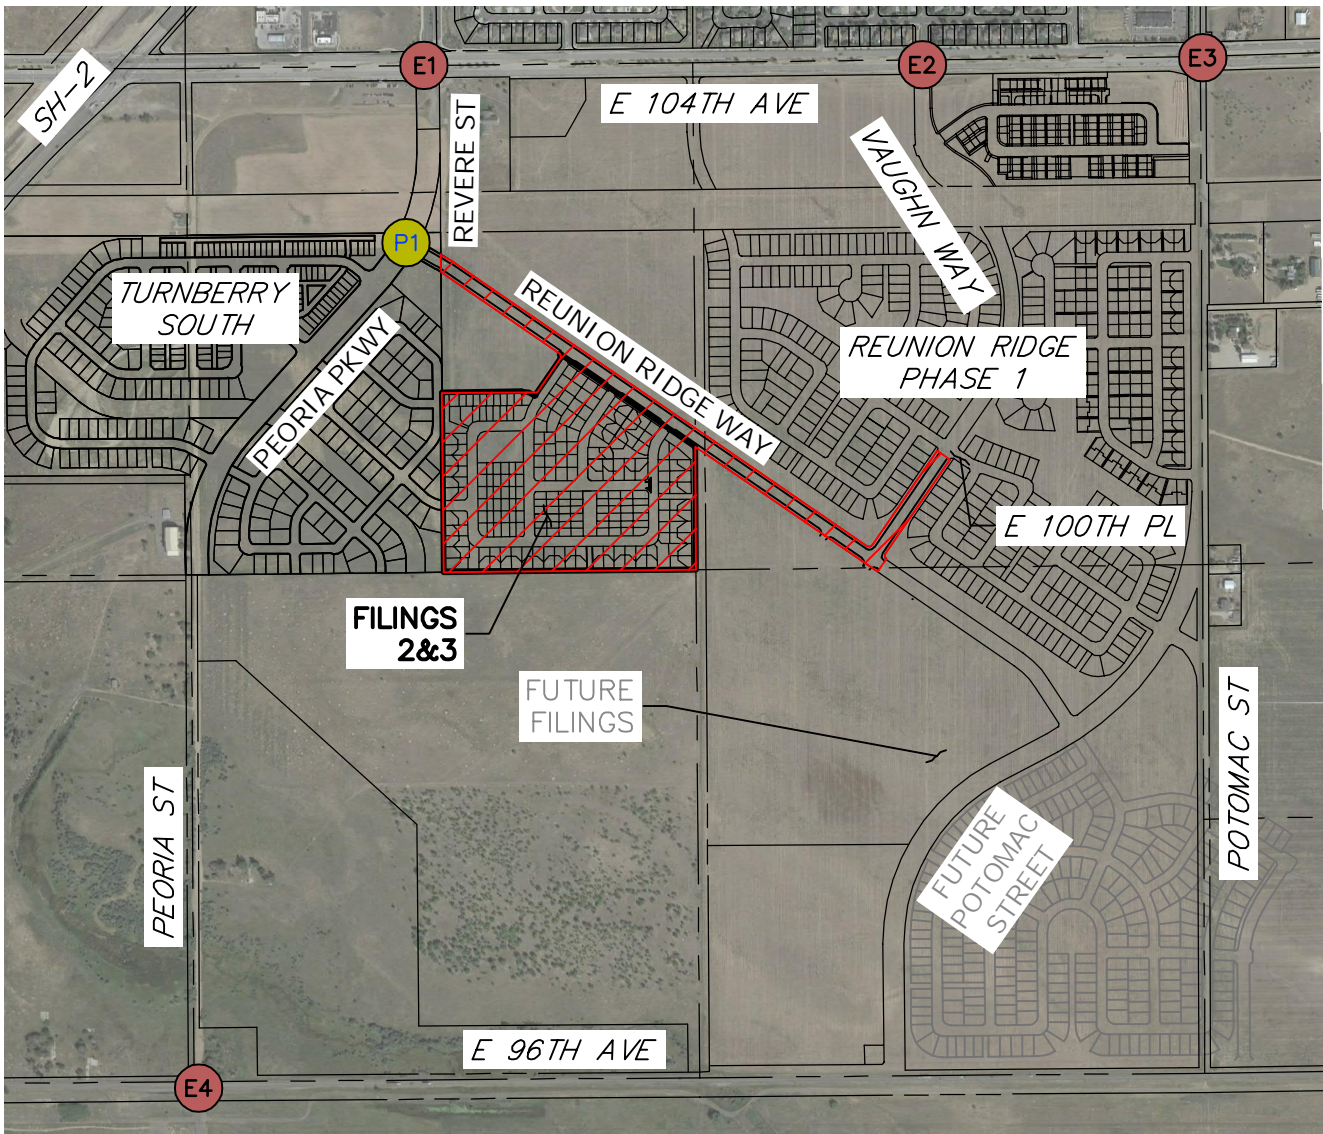 E1
E2
E3
SH-2
REVERE ST
E 104TH AVE
VAUGHN WAY
P1
TURNBERRY
SOUTH
PEORIA PKWY
REUNION RIDGE WAY
REUNION RIDGE
PHASE 1
E 100TH PL
FILINGS
2&3
FUTURE
FILINGS
PEORIA ST
FUTURE
POTOMAC
STREET
POTOMAC ST
E 96TH AVE
E4